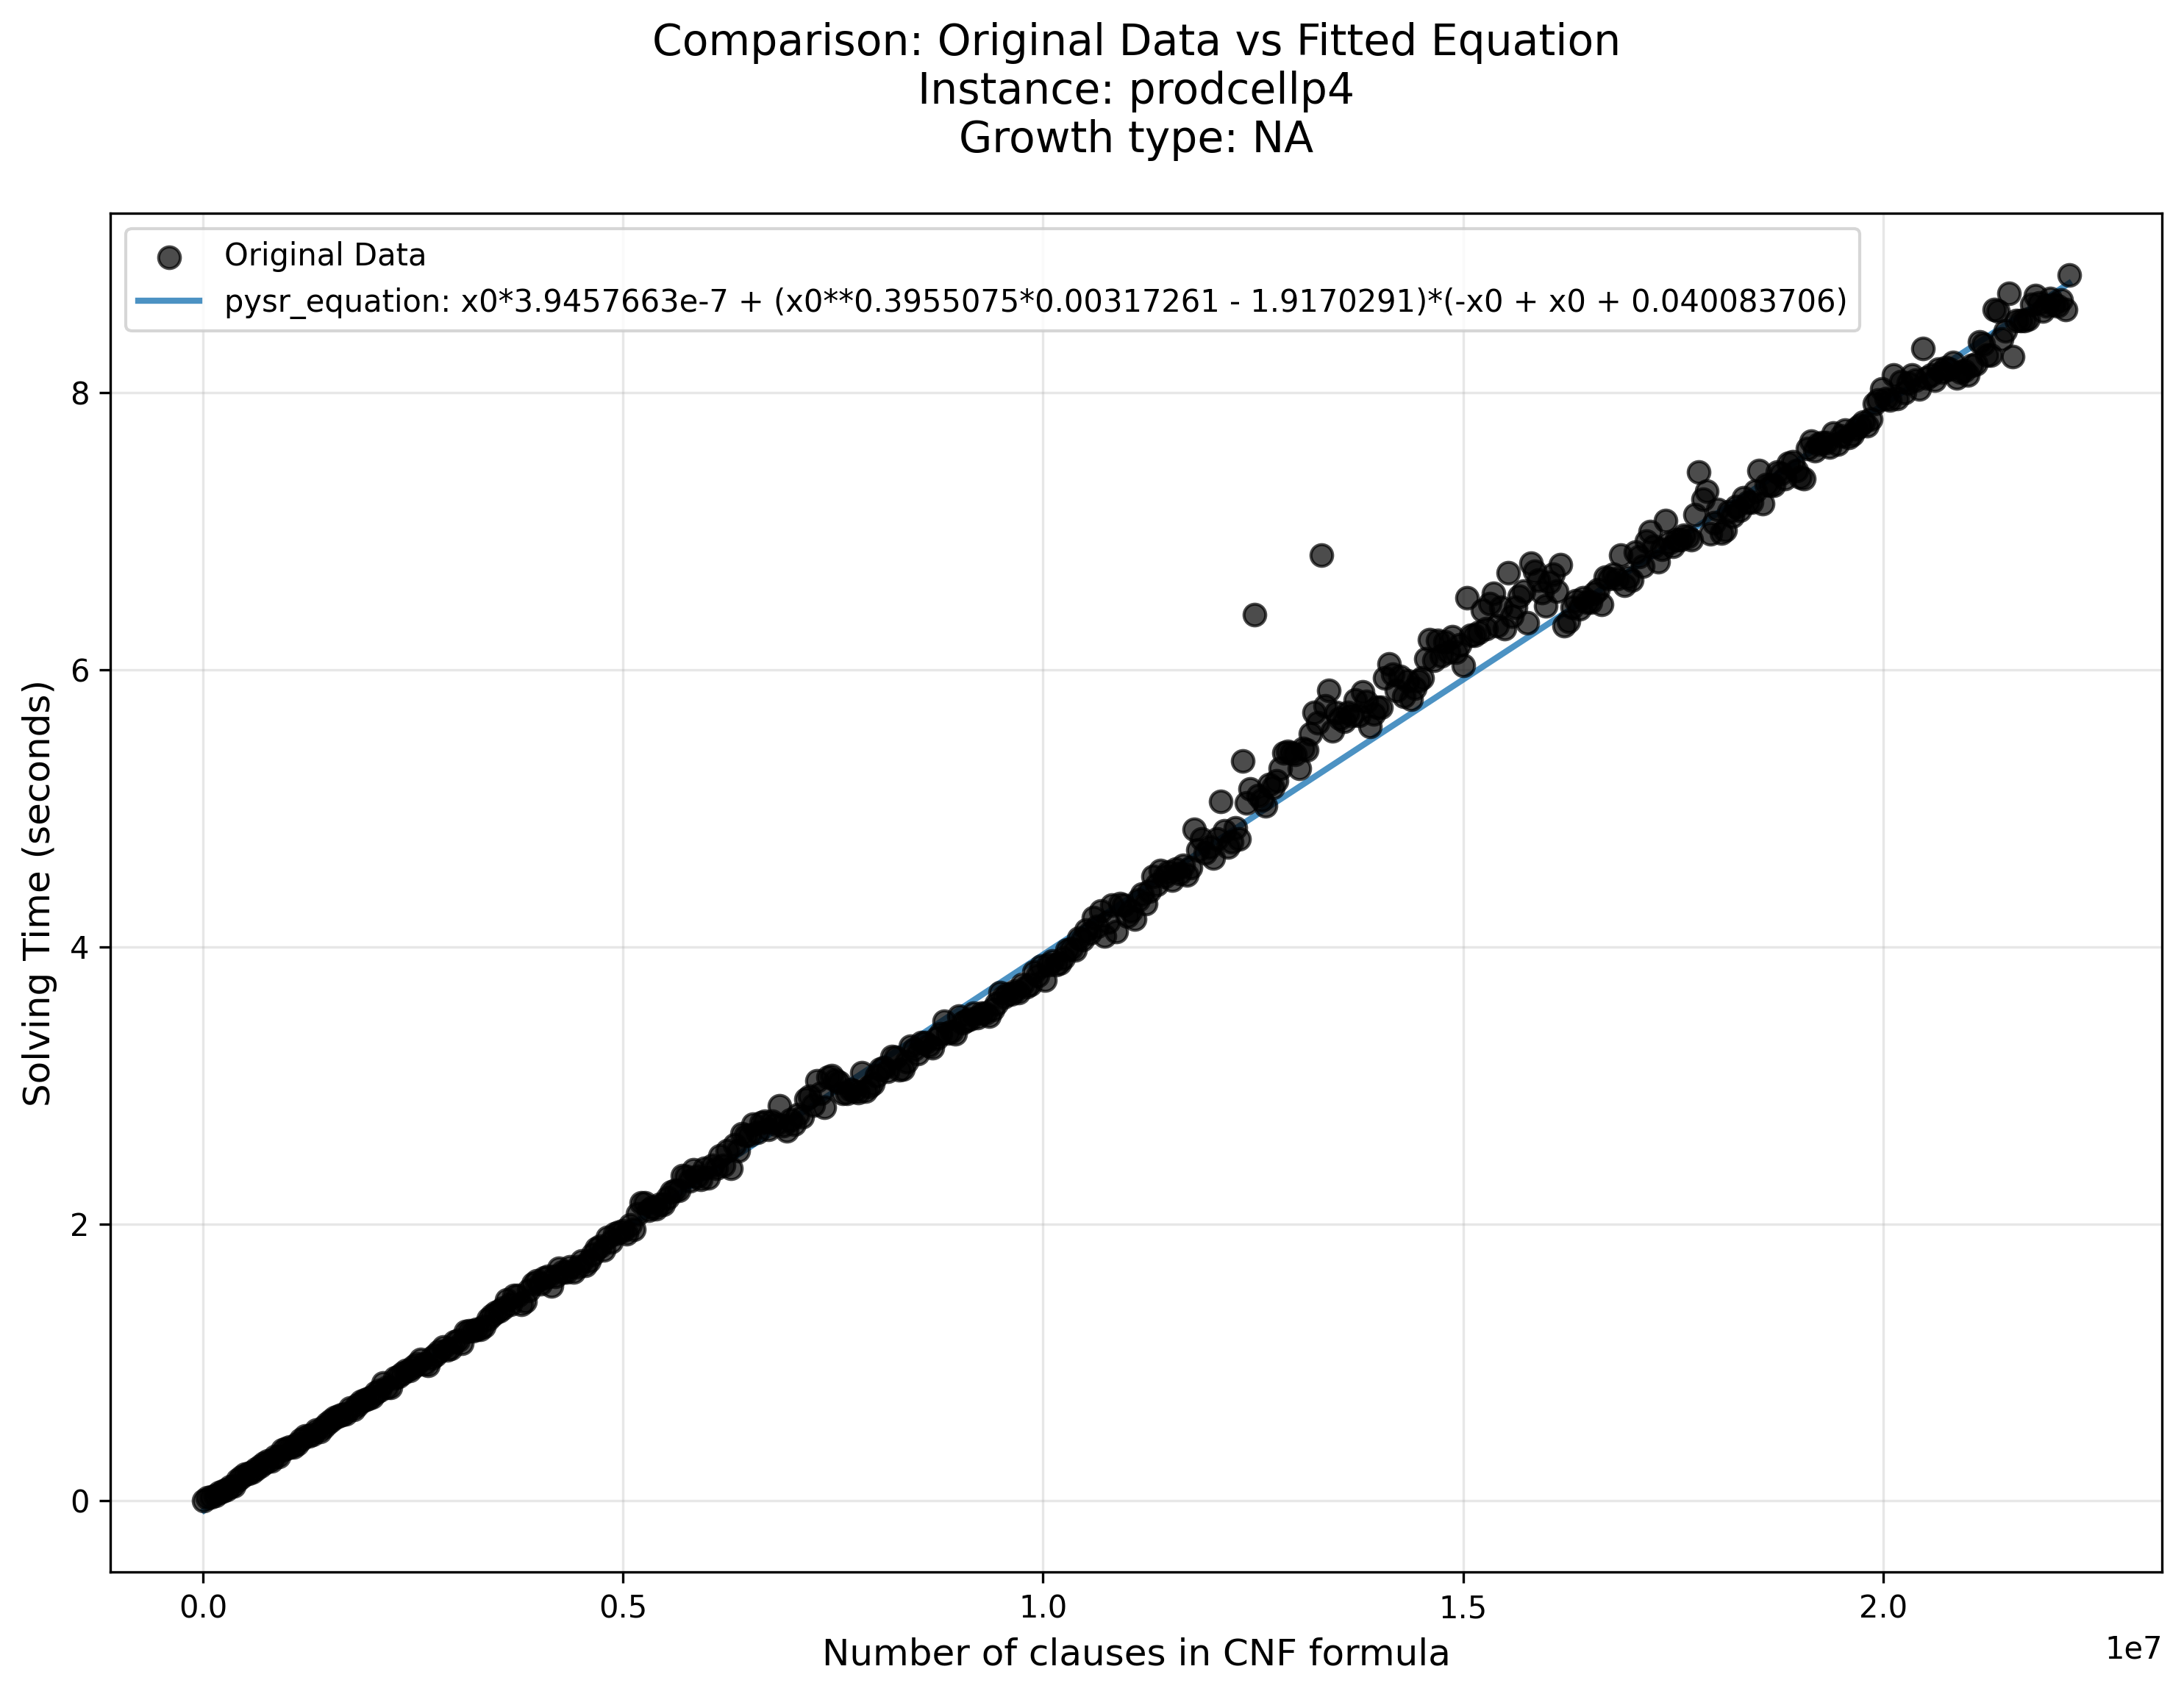 Comparison: Original Data vs Fitted Equation
Instance: prodcellp4
Growth type: NA
Original Data
pysr_equation: x0*3.9457663e-7 + (x0**0.3955075*0.00317261 - 1.9170291)*(-x0 + x0 + 0.040083706)
Solving Time (seconds)
8
6
4
2
0
0.0
0.5
1.0
1.5
2.0
1e7
Number of clauses in CNF formula